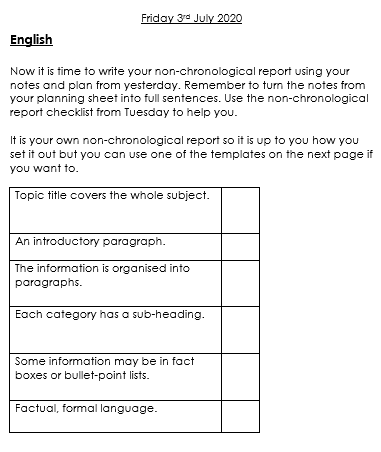 Friday 3rd July 2020
English
Now it is time to write your non-chronological report using your
notes and plan from yesterday. Remember to turn the notes from
your planning sheet into full sentences. Use the non-chronological
report checklist from Tuesday to help you.
It is your own non-chronological report so it is up to you how you
set it out but you can use one of the templates on the next page if
you want to.
Topic title covers the whole subject.
An introductory paragraph.
The information is organised into
paragraphs.
Each category has a sub-heading.
Some information may be in fact
boxes or bullet-point lists.
Factual, formal language.